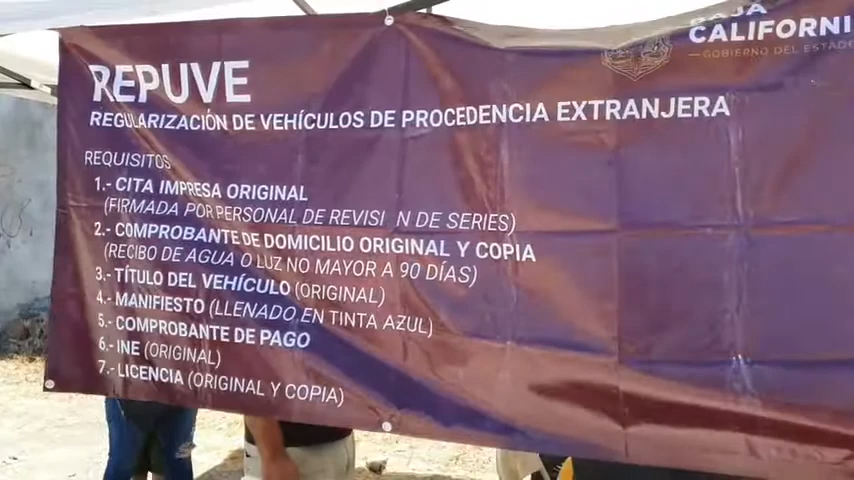 BAJA
CALIFORNI
GOBIERNO DEL ESTADO
REPUVE
REGULARIZACIÓN DE VEHÍCULOS DE PROCEDENCIA EXTRANJERA
REQUISITOS
1.- CITA IMPRESA ORIGINAL
(FIRMADA POR PERSONAL DE REVISI N DE SERIES)
2.- COMPROBANTE DE DOMICILIO ORIGINAL Y COPIA
(RECIBO DE AGUA O LUZ NO MAYOR A 90 DÍAS)
3.- TÍTULO DEL VEHÍCULO (ORIGINAL)
4.- MANIFIESTO (LLENADO EN TINTA AZUL)
5.- COMPROBANTE DE PAGO
6.- INE (ORIGINAL)
7.- LICENCIA (ORIGINAL Y COPIA)